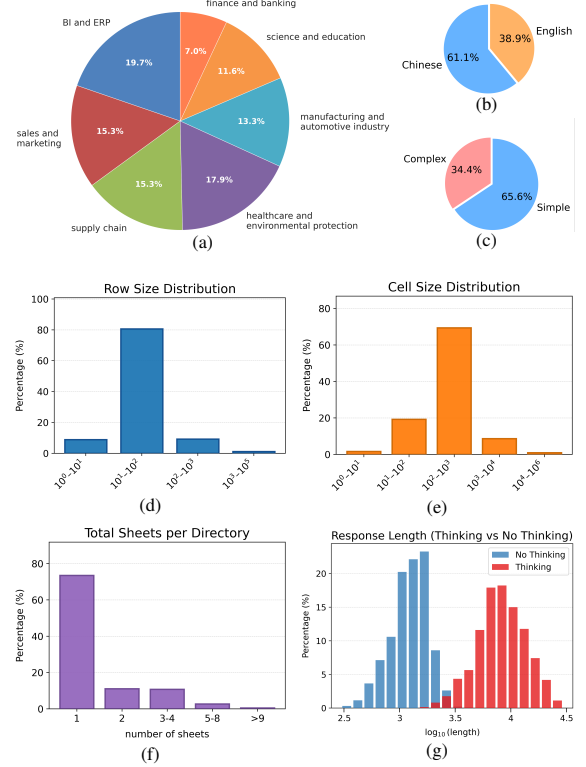 finance and banking
BI and ERP
science and education
7.0%
19.7%
11.6%
13.3%
manufacturing and
automotive industry
sales and
marketing
15.3%
15.3%
17.9%
healthcare and
environmental protection
supply chain
(a)
English
38.9%
61.1%
Chinese
(b)
Complex
34.4%
65.6%
Simple
(c)
Row Size Distribution
Percentage (%)
100
80
60
40
20
0
10⁰-10¹
10¹-10²
10²-10³
10³-10⁵
(d)
Cell Size Distribution
Percentage (%)
80
60
40
20
0
10⁰-10¹
10¹-10²
10²-10³
10³-10⁴
10⁴-10⁶
(e)
Total Sheets per Directory
Percentage (%)
80
60
40
20
0
1
2
3-4
5-8
>9
number of sheets
(f)
Response Length (Thinking vs No Thinking)
No Thinking
Thinking
Percentage (%)
20
15
10
5
0
2.5
3
3.5
4
4.5
log₁₀(length)
(g)